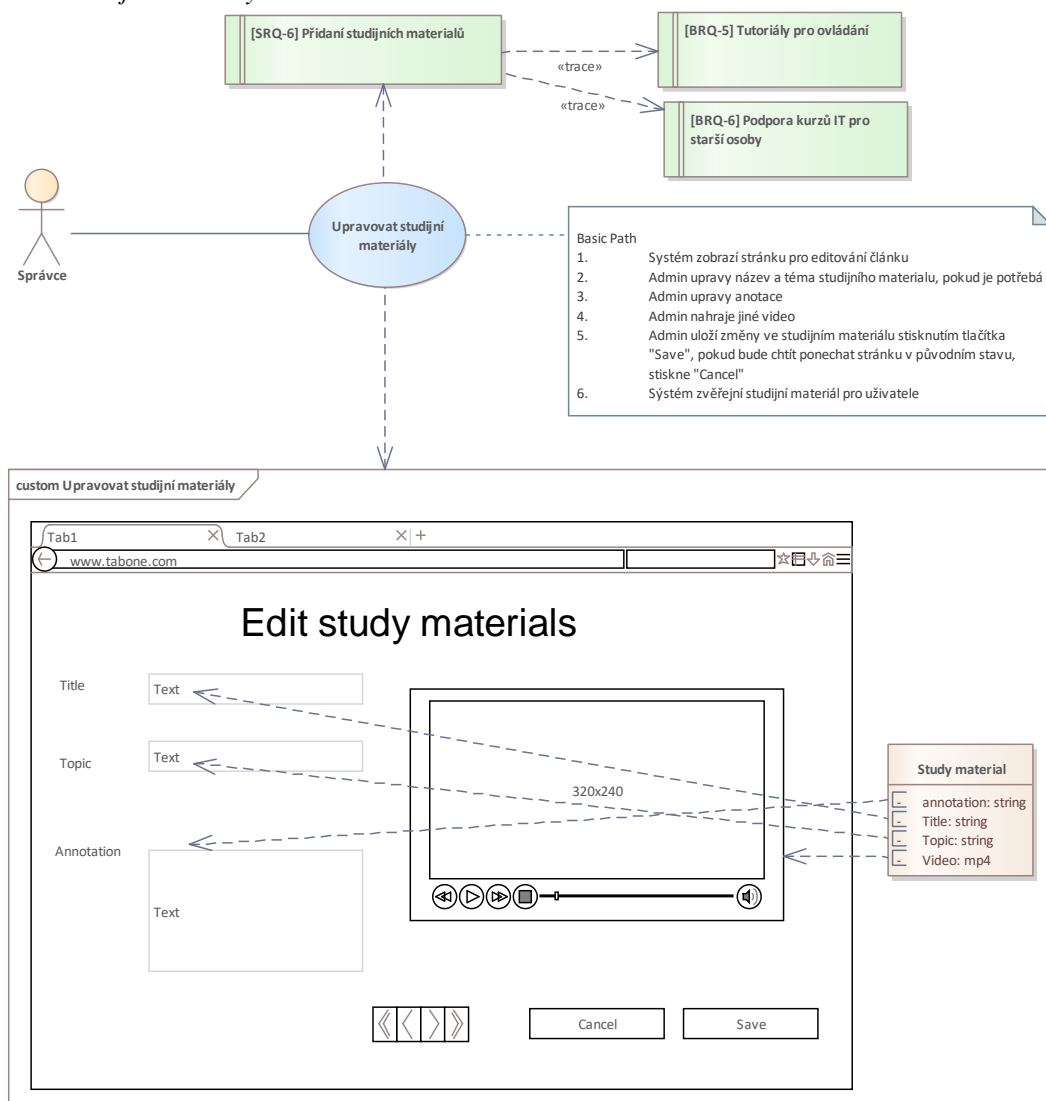 [SRQ-6] Přidaní studijních materialů
[BRQ-5] Tutoriály pro ovládání
«trace»
«trace»
[BRQ-6] Podpora kurzů IT pro
starší osoby
Správce
Upravovat studijní
materiály
Basic Path
1. Systém zobrazí stránku pro editování článku
2. Admin upravy název a téma studijního materialu, pokud je potřebá
3. Admin upravy anotace
4. Admin nahraje jiné video
5. Admin uloží změny ve studijním materiálu stisknutím tlačítka
"Save", pokud bude chtít ponechat stránku v původním stavu,
stiskne "Cancel"
6. Sýstém zvěřejní studijní materiál pro uživatele
custom Upravovat studijní materiály
Tab1 Tab2
www.tabone.com
Edit study materials
Title Text
Topic Text
320x240
Annotation
Text
Study material
- annotation: string
- Title: string
- Topic: string
- Video: mp4
Cancel Save